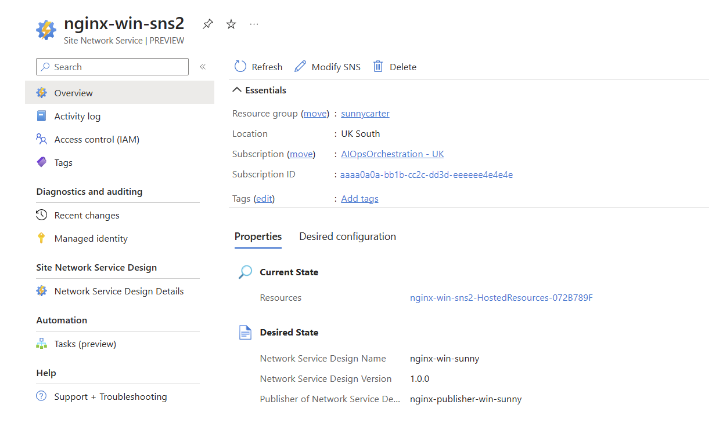 nginx-win-sns2
Site Network Service | PREVIEW
Search
Overview
Activity log
Access control (IAM)
Tags
Diagnostics and auditing
Recent changes
Managed identity
Site Network Service Design
Network Service Design Details
Automation
Tasks (preview)
Help
Support + Troubleshooting
Refresh Modify SNS Delete
Essentials
Resource group (move) : sunnycarter
Location : UK South
Subscription (move) : AIOpsOrchestration - UK
Subscription ID : aaaa0a0a-bb1b-cc2c-dd3d-eeeeee4e4e4e
Tags (edit) : Add tags
Properties Desired configuration
Current State
Resources nginx-win-sns2-HostedResources-072B789F
Desired State
Network Service Design Name nginx-win-sunny
Network Service Design Version 1.0.0
Publisher of Network Service De... nginx-publisher-win-sunny